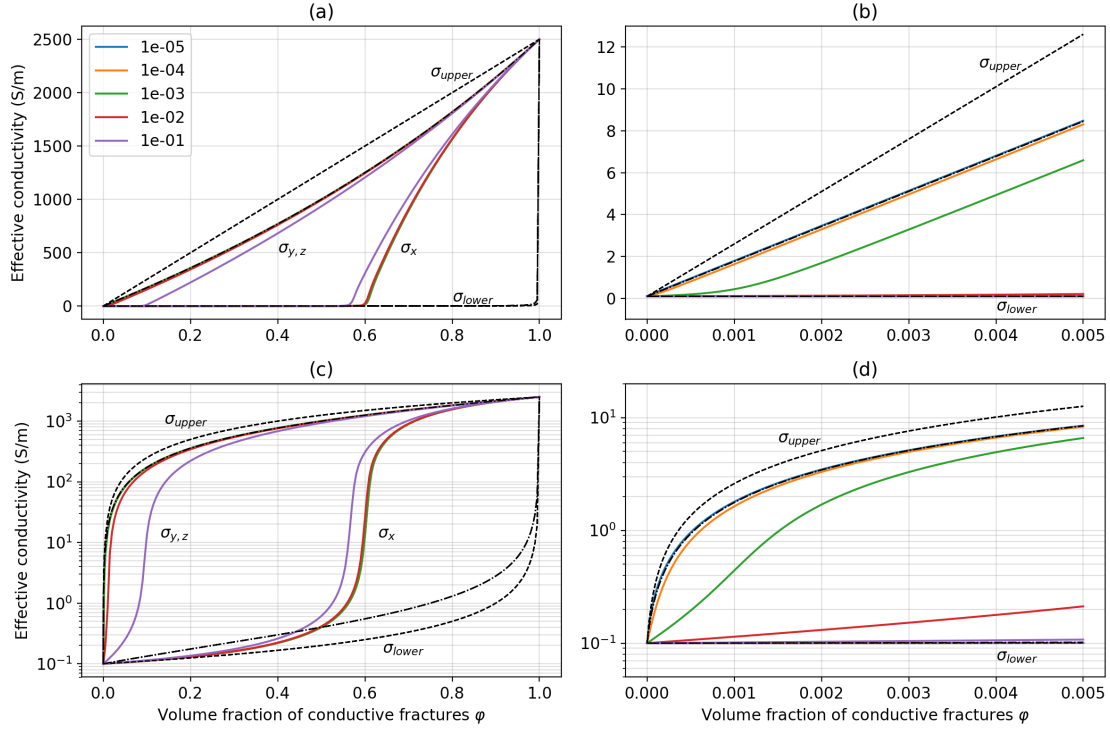 (a)
Effective conductivity (S/m)
2500
2000
1500
1000
500
0
0.0 0.2 0.4 0.6 0.8 1.0
1e-05
1e-04
1e-03
1e-02
1e-01
σupper
σy, z
σx
σlower
(b)
12
10
8
6
4
2
0
0.000 0.001 0.002 0.003 0.004 0.005
σupper
σlower
(c)
Effective conductivity (S/m)
10³
10²
10¹
10⁰
10⁻¹
0.0 0.2 0.4 0.6 0.8 1.0
Volume fraction of conductive fractures φ
σupper
σy, z
σx
σlower
(d)
10¹
10⁰
10⁻¹
0.000 0.001 0.002 0.003 0.004 0.005
Volume fraction of conductive fractures φ
σupper
σlower